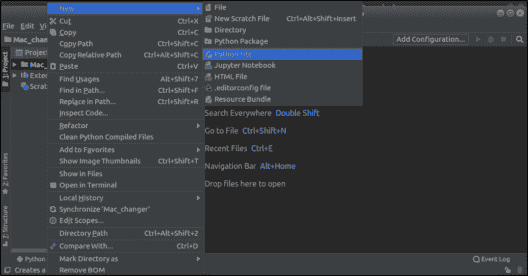 New
Cut Ctrl+X
Copy Ctrl+C
Copy Path Ctrl+Shift+C
Copy Relative Path Ctrl+Alt+Shift+C
Paste Ctrl+V
Find Usages Alt+Shift+7
Find in Path... Ctrl+Shift+F
Replace in Path... Ctrl+Shift+R
Inspect Code...
Refactor
Clean Python Compiled Files
Add to Favorites
Show Image Thumbnails Ctrl+Shift+T
Show in Files
Open in Terminal
Local History
Synchronize 'Mac_changer'
Edit Scopes...
Directory Path Ctrl+Alt+Shift+2
Compare With... Ctrl+D
Mark Directory as
Remove BOM
File
New Scratch File Ctrl+Alt+Shift+Insert
Directory
Python Package
Python File
Jupyter Notebook
HTML File
.editorconfig file
Resource Bundle
File Edit Vi
Mac_chan
Add Configuration...
1: Project
Project
Mac_
Exter
Scrat
2: Favorites
7: Structure
Search Everywhere Double Shift
Go to File Ctrl+Shift+N
Recent Files Ctrl+E
Navigation Bar Alt+Home
Drop files here to open
Python
Event Log
Creates a